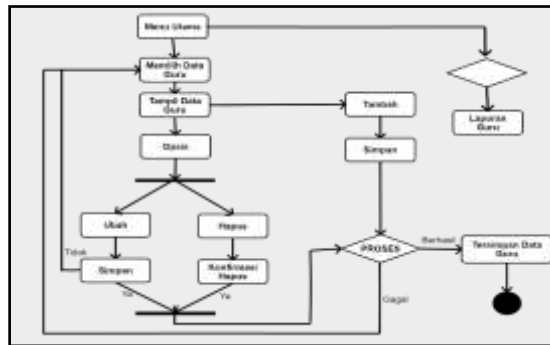 Menu Utama
Memilih Data
Guru
Tampil Data
Guru
Tambah
Laporan
Guru
Opsis
Simpan
Ubah
Hapus
Tidak
Simpan
Konfirmasi
Hapus
Ya
Ya
PROSES
Berhasil
Tersimpan Data
Guru
Gagal